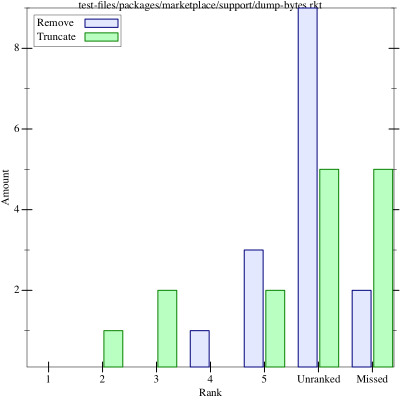 test-files/packages/marketplace/support/dump-bytes.rkt
Remove
Truncate
8
6
4
2
Amount
1 2 3 4 5 Unranked Missed
Rank